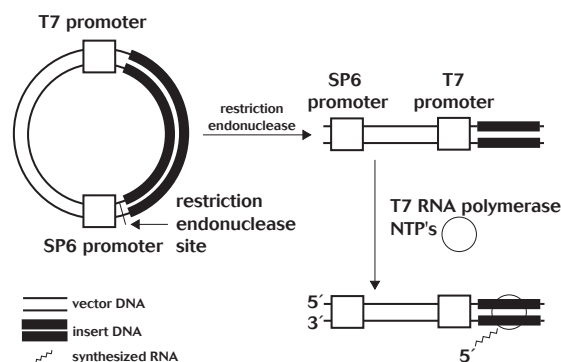 T7 promoter
SP6 promoter
restriction
endonuclease
site
restriction
endonuclease
SP6
promoter
T7
promoter
T7 RNA polymerase
NTP's
5´
3´
5´
vector DNA
insert DNA
synthesized RNA